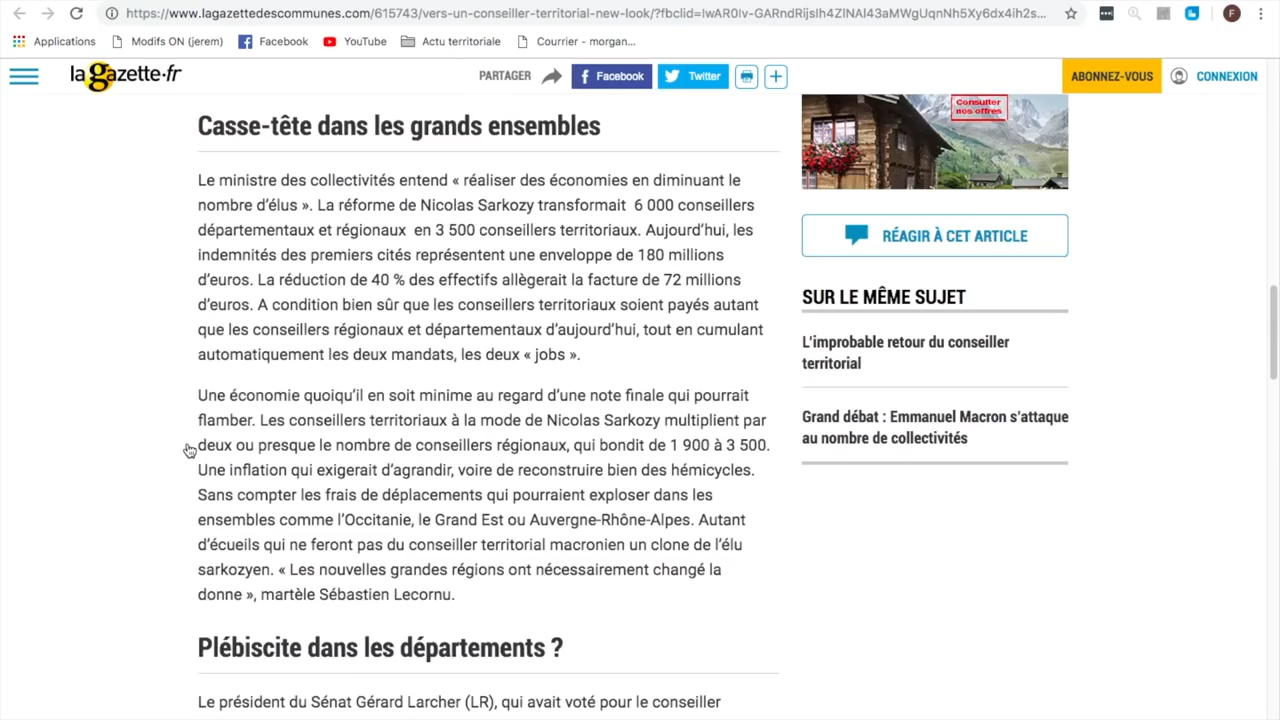 https://www.lagazettedescommunes.com/615743/vers-un-conseiller-territorial-new-look/?fbclid=IwAR0Iv-GARndRijsIh4ZINAI43aMWgUqnNh5Xy6dx4ih2s...
F
Applications
Modifs ON (jerem)
Facebook
YouTube
Actu territoriale
Courrier - morgan...
la gazette.fr
PARTAGER
Facebook
Twitter
ABONNEZ-VOUS
CONNEXION
Casse-tête dans les grands ensembles
Le ministre des collectivités entend « réaliser des économies en diminuant le
nombre d'élus ». La réforme de Nicolas Sarkozy transformait 6 000 conseillers
départementaux et régionaux en 3 500 conseillers territoriaux. Aujourd'hui, les
indemnités des premiers cités représentent une enveloppe de 180 millions
d'euros. La réduction de 40 % des effectifs allègerait la facture de 72 millions
d'euros. A condition bien sûr que les conseillers territoriaux soient payés autant
que les conseillers régionaux et départementaux d'aujourd'hui, tout en cumulant
automatiquement les deux mandats, les deux « jobs ».
Une économie quoiqu'il en soit minime au regard d'une note finale qui pourrait
flamber. Les conseillers territoriaux à la mode de Nicolas Sarkozy multiplient par
deux ou presque le nombre de conseillers régionaux, qui bondit de 1 900 à 3 500.
Une inflation qui exigerait d'agrandir, voire de reconstruire bien des hémicycles.
Sans compter les frais de déplacements qui pourraient exploser dans les
ensembles comme l'Occitanie, le Grand Est ou Auvergne-Rhône-Alpes. Autant
d'écueils qui ne feront pas du conseiller territorial macronien un clone de l'élu
sarkozyen. « Les nouvelles grandes régions ont nécessairement changé la
donne », martèle Sébastien Lecornu.
Plébiscite dans les départements ?
Le président du Sénat Gérard Larcher (LR), qui avait voté pour le conseiller
Consulter
nos offres
RÉAGIR À CET ARTICLE
SUR LE MÊME SUJET
L'improbable retour du conseiller
territorial
Grand débat : Emmanuel Macron s'attaque
au nombre de collectivités